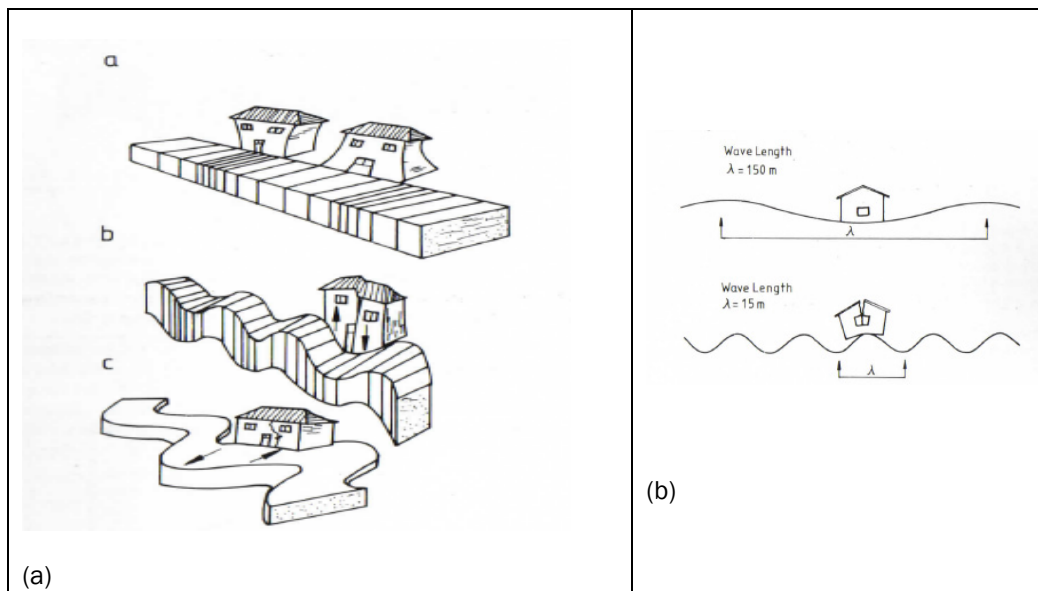 a
b
c
(a)
Wave Length
λ = 150 m
λ
Wave Length
λ = 15 m
λ
(b)